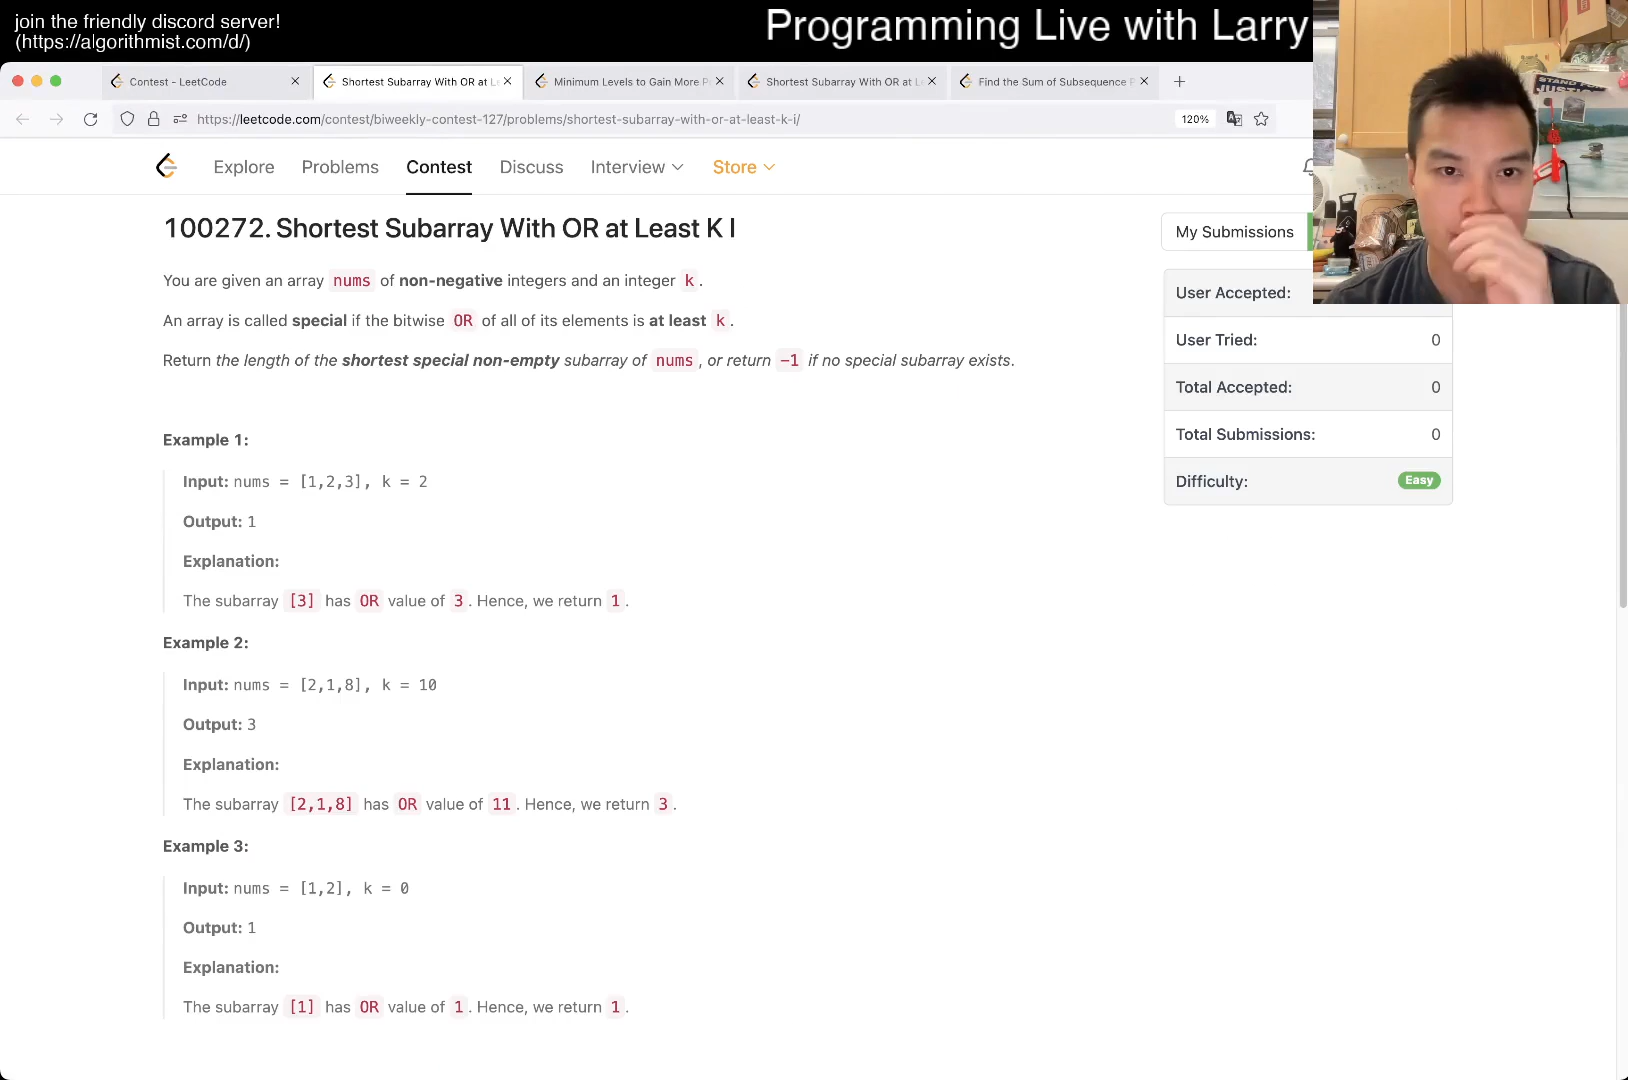 join the friendly discord server!
(https://algorithmist.com/d/)
Programming Live with Larry
Contest - LeetCode
Shortest Subarray With OR at L
Minimum Levels to Gain More P
Shortest Subarray With OR at L
Find the Sum of Subsequence P
https://leetcode.com/contest/biweekly-contest-127/problems/shortest-subarray-with-or-at-least-k-i/
120%
Explore Problems Contest Discuss Interview Store
100272. Shortest Subarray With OR at Least K I
My Submissions
You are given an array nums of non-negative integers and an integer k.
An array is called special if the bitwise OR of all of its elements is at least k.
Return the length of the shortest special non-empty subarray of nums, or return -1 if no special subarray exists.
User Accepted:
User Tried: 0
Total Accepted: 0
Total Submissions: 0
Difficulty: Easy
Example 1:
Input: nums = [1,2,3], k = 2
Output: 1
Explanation:
The subarray [3] has OR value of 3. Hence, we return 1.
Example 2:
Input: nums = [2,1,8], k = 10
Output: 3
Explanation:
The subarray [2,1,8] has OR value of 11. Hence, we return 3.
Example 3:
Input: nums = [1,2], k = 0
Output: 1
Explanation:
The subarray [1] has OR value of 1. Hence, we return 1.